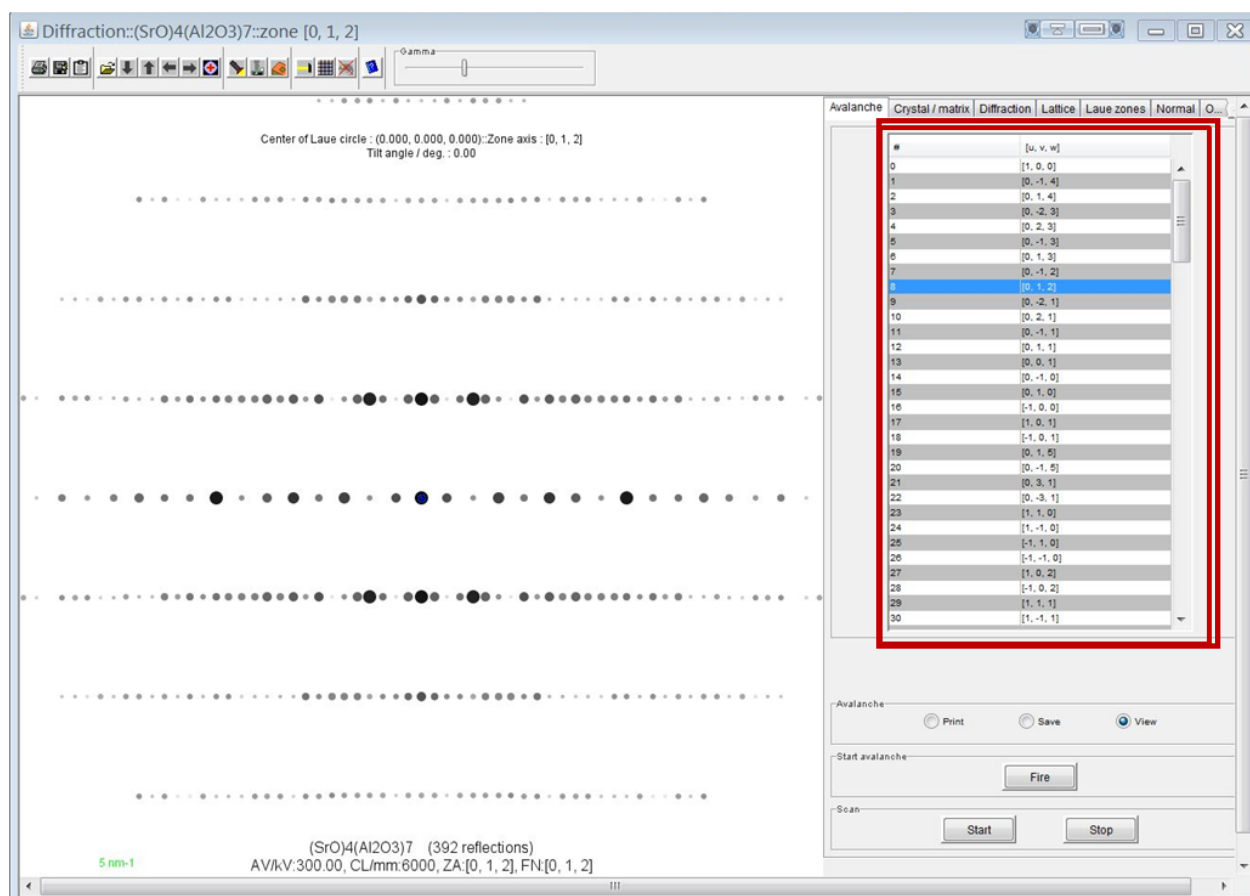 Diffraction::(SrO)4(Al2O3)7::zone [0, 1, 2]
Gamma
Center of Laue circle : (0.000, 0.000, 0.000)::Zone axis : [0, 1, 2]
Tilt angle / deg. : 0.00
(SrO)4(Al2O3)7 (392 reflections)
5 nm-1
AV/kV:300.00, CL/mm:6000, ZA:[0, 1, 2], FN:[0, 1, 2]
Avalanche Crystal / matrix Diffraction Lattice Laue zones Normal O...
# [u, v, w]
0 [1, 0, 0]
1 [0, -1, 4]
2 [0, 1, 4]
3 [0, -2, 3]
4 [0, 2, 3]
5 [0, -1, 3]
6 [0, 1, 3]
7 [0, -1, 2]
8 [0, 1, 2]
9 [0, -2, 1]
10 [0, 2, 1]
11 [0, -1, 1]
12 [0, 1, 1]
13 [0, 0, 1]
14 [0, -1, 0]
15 [0, 1, 0]
16 [-1, 0, 0]
17 [1, 0, 1]
18 [-1, 0, 1]
19 [0, 1, 5]
20 [0, -1, 5]
21 [0, 3, 1]
22 [0, -3, 1]
23 [1, 1, 0]
24 [1, -1, 0]
25 [-1, 1, 0]
26 [-1, -1, 0]
27 [1, 0, 2]
28 [-1, 0, 2]
29 [1, 1, 1]
30 [1, -1, 1]
Avalanche
Print Save View
Start avalanche
Fire
Scan
Start Stop